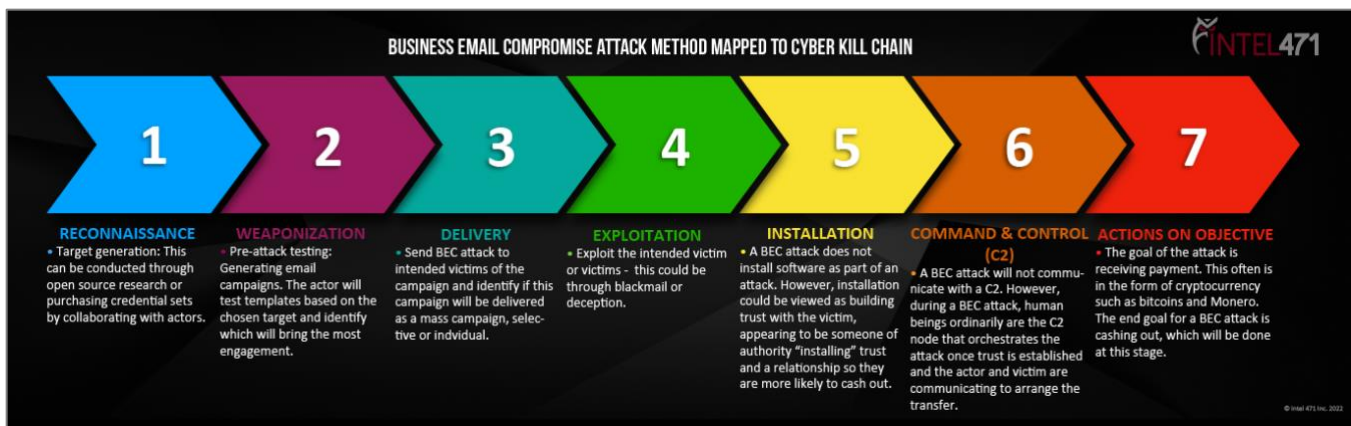 BUSINESS EMAIL COMPROMISE ATTACK METHOD MAPPED TO CYBER KILL CHAIN
INTEL471
1
2
3
4
5
6
7
RECONNAISSANCE
• Target generation: This
can be conducted through
open source research or
purchasing credential sets
by collaborating with actors.
WEAPONIZATION
• Pre-attack testing:
Generating email
campaigns. The actor will
test templates based on the
chosen target and identify
which will bring the most
engagement.
DELIVERY
• Send BEC attack to
intended victims of the
campaign and identify if this
campaign will be delivered
as a mass campaign, selec-
tive or indvidual.
EXPLOITATION
• Exploit the intended victim
or victims - this could be
through blackmail or
deception.
INSTALLATION
• A BEC attack does not
install software as part of an
attack. However, installation
could be viewed as building
trust with the victim,
appearing to be someone of
authority “installing” trust
and a relationship so they
are more likely to cash out.
COMMAND & CONTROL
(C2)
• A BEC attack will not commu-
nicate with a C2. However,
during a BEC attack, human
beings ordinarily are the C2
node that orchestrates the
attack once trust is established
and the actor and victim are
communicating to arrange the
transfer.
ACTIONS ON OBJECTIVE
• The goal of the attack is
receiving payment. This often is
in the form of cryptocurrency
such as bitcoins and Monero.
The end goal for a BEC attack is
cashing out, which will be done
at this stage.
© Intel 471 Inc. 2022